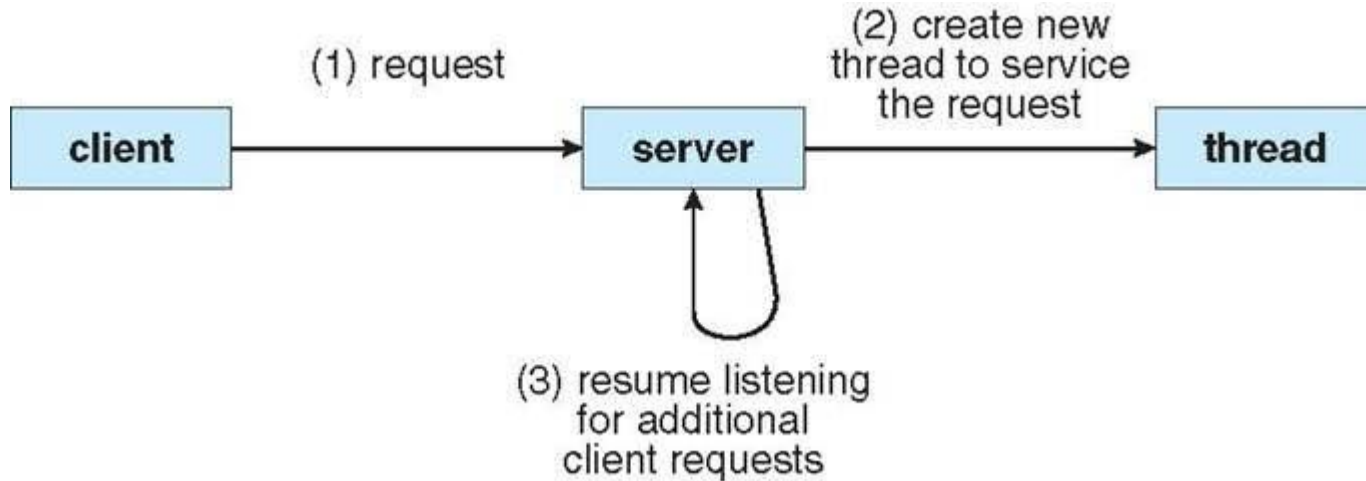 (1) request
(2) create new
thread to service
the request
client
server
thread
(3) resume listening
for additional
client requests